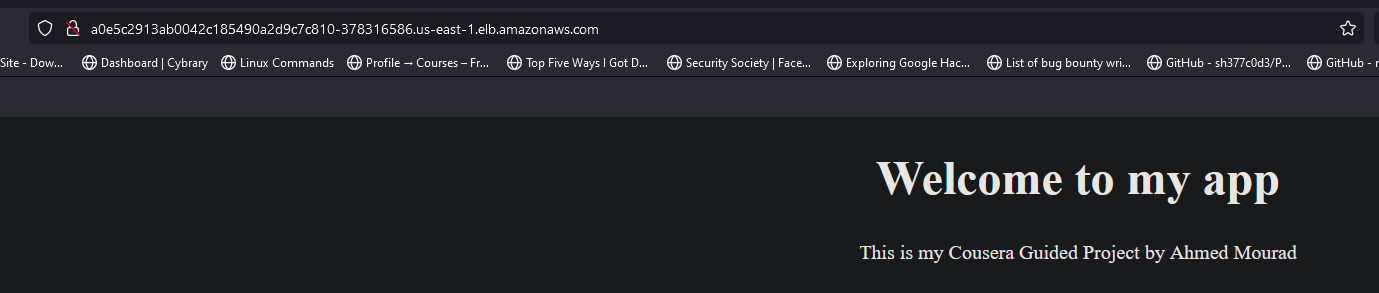 a0e5c2913ab0042c185490a2d9c7c810-378316586.us-east-1.elb.amazonaws.com
Site - Dow... Dashboard | Cybrary Linux Commands Profile → Courses – Fr... Top Five Ways I Got D... Security Society | Face... Exploring Google Hac... List of bug bounty wri... GitHub - sh377c0d3/P... GitHub - r
Welcome to my app
This is my Cousera Guided Project by Ahmed Mourad